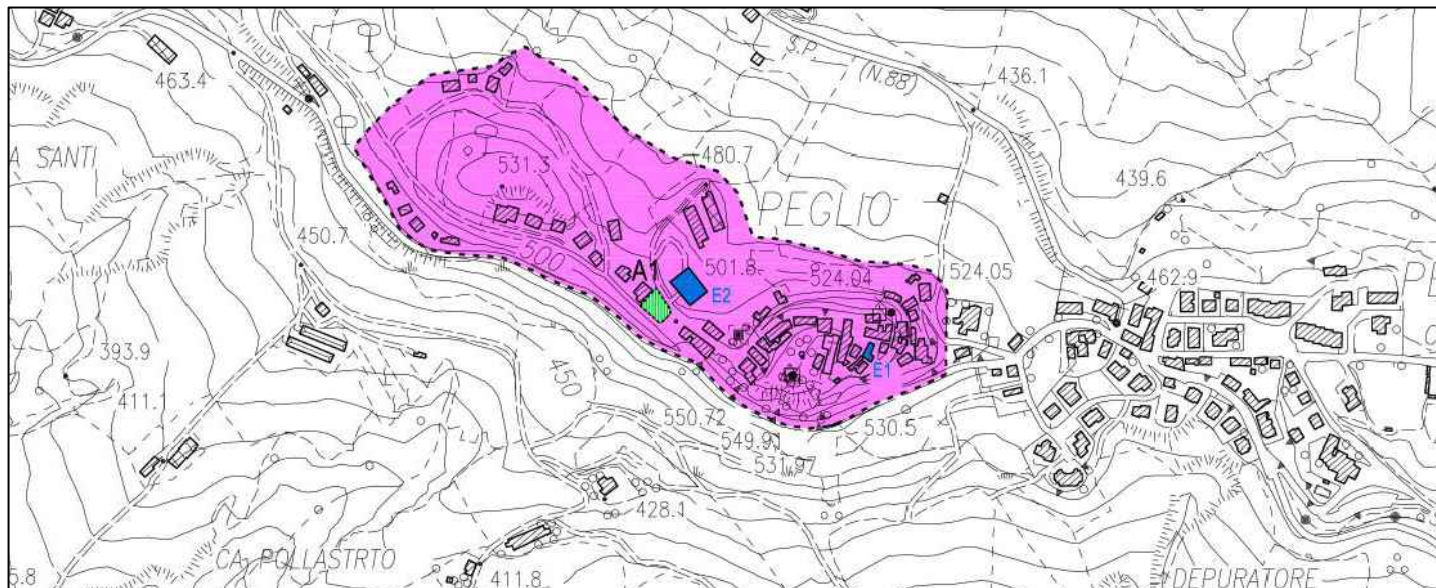 S.P. (N.88)
463.4
436.1
A SANTI
531.3
480.7
439.6
PEGLIO
450.7
500
A1
501.8
E2
524.04
524.05
462.9
393.9
E1
450
411.1
550.72
549.91
531.97
530.5
428.1
CA POLLASTRTO
411.8
5.8
DEPURATORE